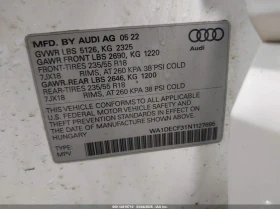 MFD. BY AUDI AG 05 22
GVWR LBS 5126, KG 2325
GAWR FRONT LBS 2690, KG 1220
FRONT-TIRES 235/55 R18
7JX18 RIMS, AT 260 KPA 38 PSI COLD
GAWR.REAR LBS 2646, KG 1200
REAR-TIRES 235/55 R18
7JX18 RIMS, AT 260 KPA 38 PSI COLD
THIS VEHICLE CONFORMS TO ALL APPLICABLE
U.S. FEDERAL MOTOR VEHICLE SAFETY, BUMPER
AND THEFT PREVENTION STANDARDS IN EFFECT
ON THE DATE OF MANUFACTURE SHOWN ABOVE.
HUNGARY
TYPE:
MPV
Audi